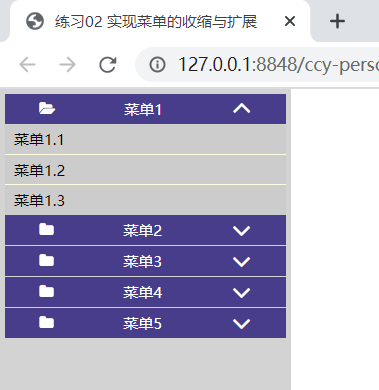 练习02 实现菜单的收缩与扩展
127.0.0.1:8848/ccy-perso
菜单1
菜单1.1
菜单1.2
菜单1.3
菜单2
菜单3
菜单4
菜单5